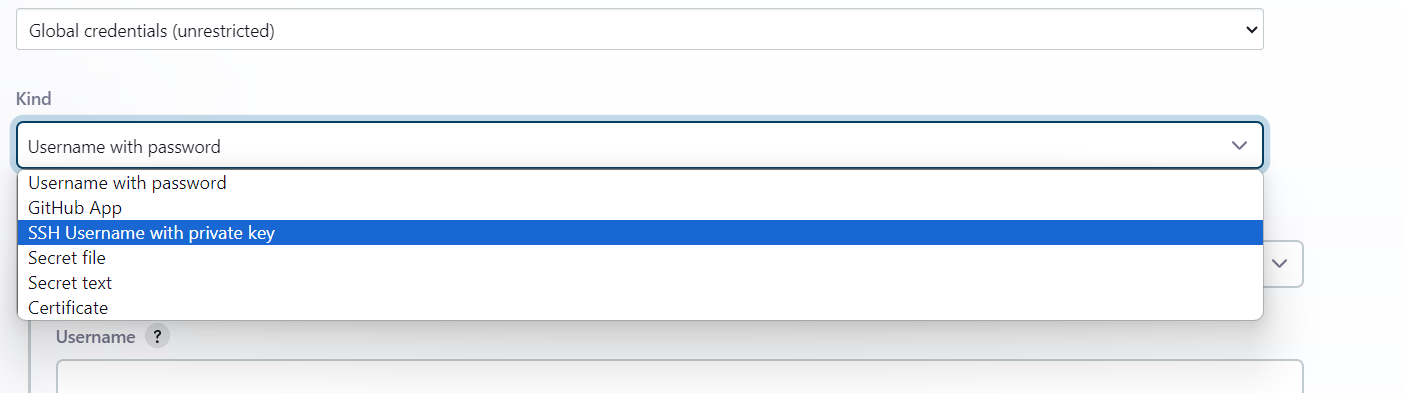 Global credentials (unrestricted)
Kind
Username with password
Username with password
GitHub App
SSH Username with private key
Secret file
Secret text
Certificate
Username ?